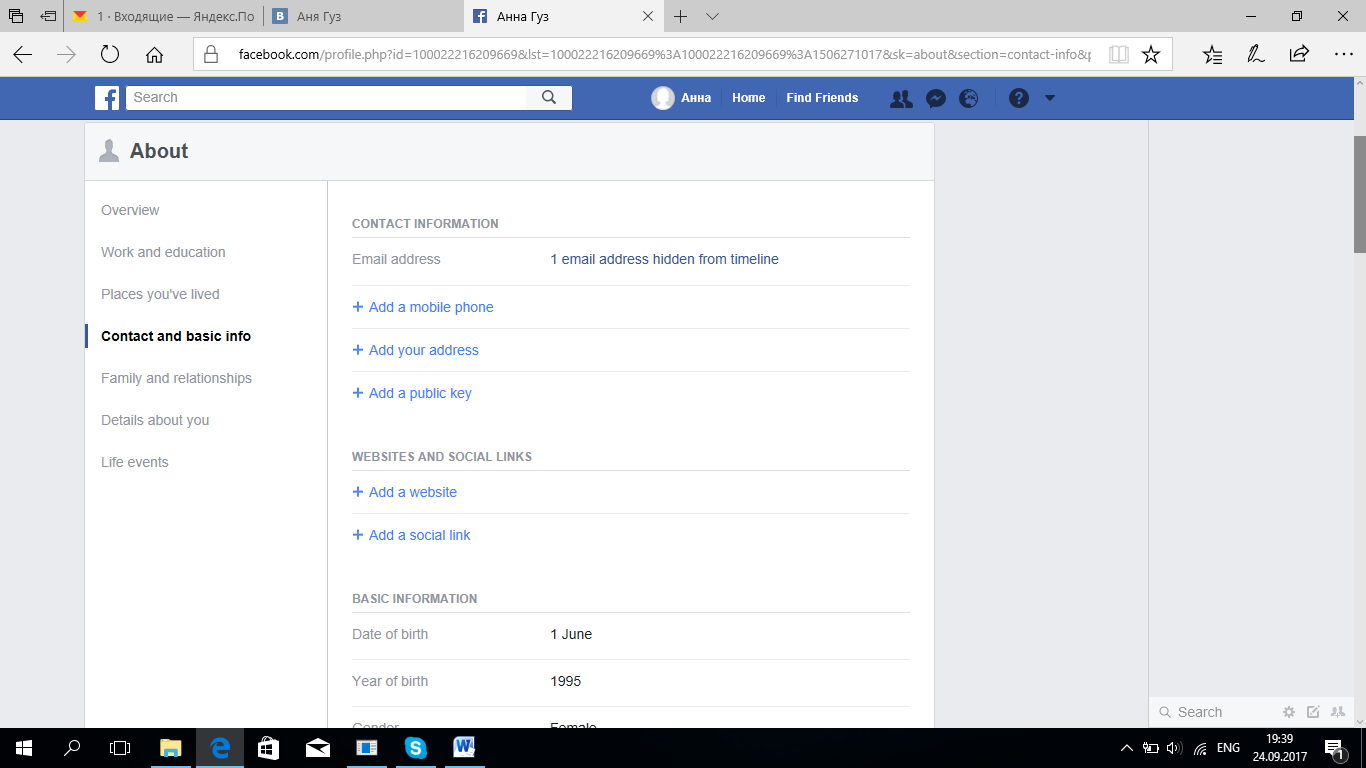 1 · Входящие — Яндекс.По
Аня Гуз
Анна Гуз
facebook.com/profile.php?id=100022216209669&lst=100022216209669%3A100022216209669%3A1506271017&sk=about&section=contact-info&p
Search
Анна
Home
Find Friends
About
Overview
Work and education
Places you've lived
Contact and basic info
Family and relationships
Details about you
Life events
CONTACT INFORMATION
Email address 1 email address hidden from timeline
+ Add a mobile phone
+ Add your address
+ Add a public key
WEBSITES AND SOCIAL LINKS
+ Add a website
+ Add a social link
BASIC INFORMATION
Date of birth 1 June
Year of birth 1995
Gender Female
Search
ENG
19:39
24.09.2017
1